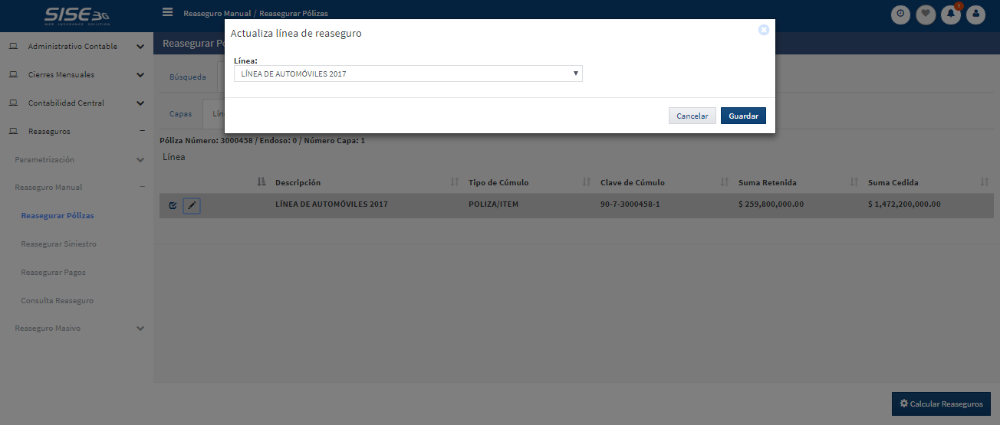 SISE 3G
WEB INSURANCE SOLUTION
Reaseguro Manual / Reasegurar Pólizas
7
Administrativo Contable
Cierres Mensuales
Contabilidad Central
Reaseguros
Parametrización
Reaseguro Manual
Reasegurar Pólizas
Reasegurar Siniestro
Reasegurar Pagos
Consulta Reaseguro
Reaseguro Masivo
Reasegurar
Búsqueda
Capas
Actualiza línea de reaseguro
Línea:
LÍNEA DE AUTOMÓVILES 2017
Cancelar Guardar
Póliza Número: 3000458 / Endoso: 0 / Número Capa: 1
Línea
Descripción Tipo de Cúmulo Clave de Cúmulo Suma Retenida Suma Cedida
LÍNEA DE AUTOMÓVILES 2017 POLIZA/ITEM 90-7-3000458-1 $ 259,800,000.00 $ 1,472,200,000.00
Calcular Reaseguros